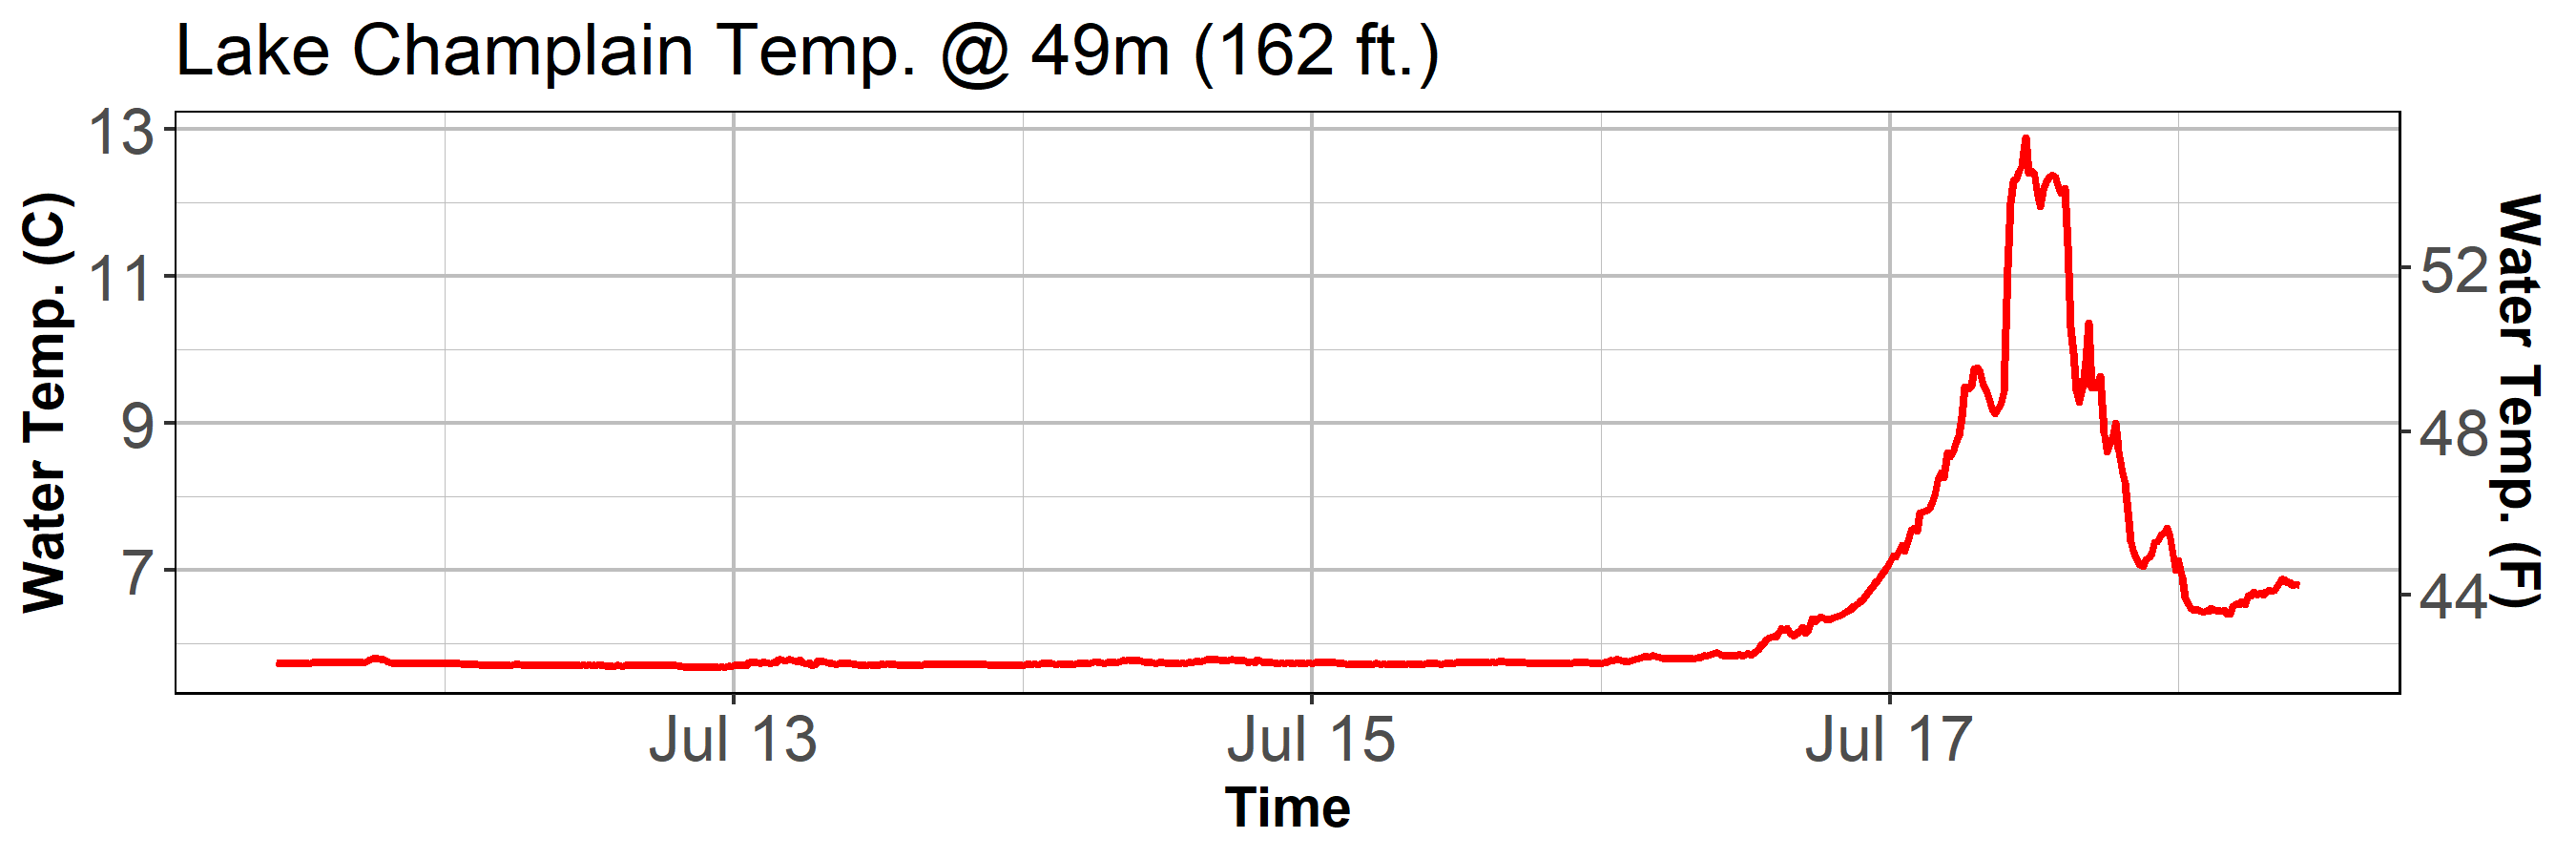 Lake Champlain Temp. @ 49m (162 ft.)
Water Temp. (C)
13
11
9
7
52
48
44
Water Temp. (F)
Jul 13
Jul 15
Jul 17
Time